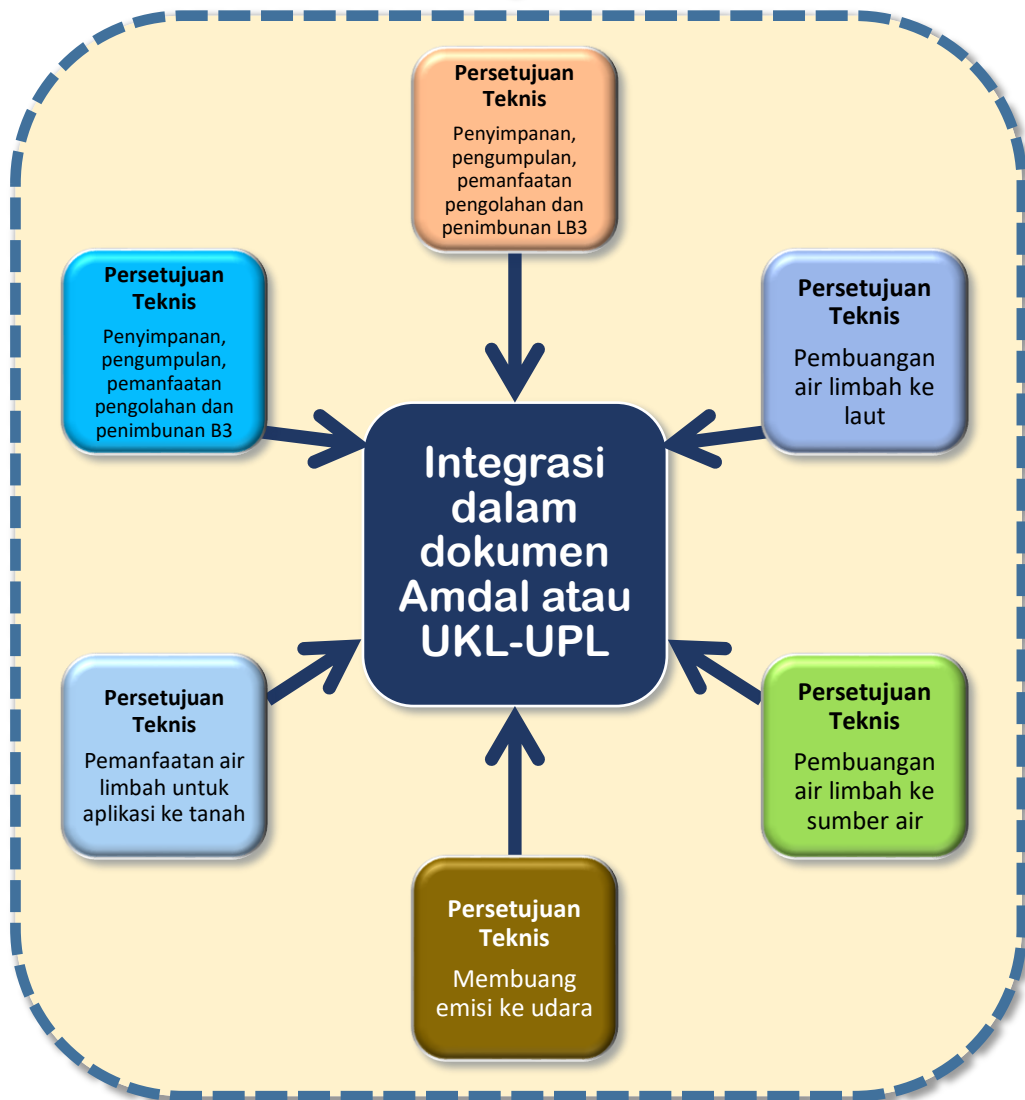 Persetujuan
Teknis
Penyimpanan,
pengumpulan,
pemanfaatan
pengolahan dan
penimbunan LB3
Persetujuan
Teknis
Penyimpanan,
pengumpulan,
pemanfaatan
pengolahan dan
penimbunan B3
Persetujuan
Teknis
Pembuangan
air limbah ke
laut
Integrasi
dalam
dokumen
Amdal atau
UKL-UPL
Persetujuan
Teknis
Pemanfaatan air
limbah untuk
aplikasi ke tanah
Persetujuan
Teknis
Pembuangan
air limbah ke
sumber air
Persetujuan
Teknis
Membuang
emisi ke udara